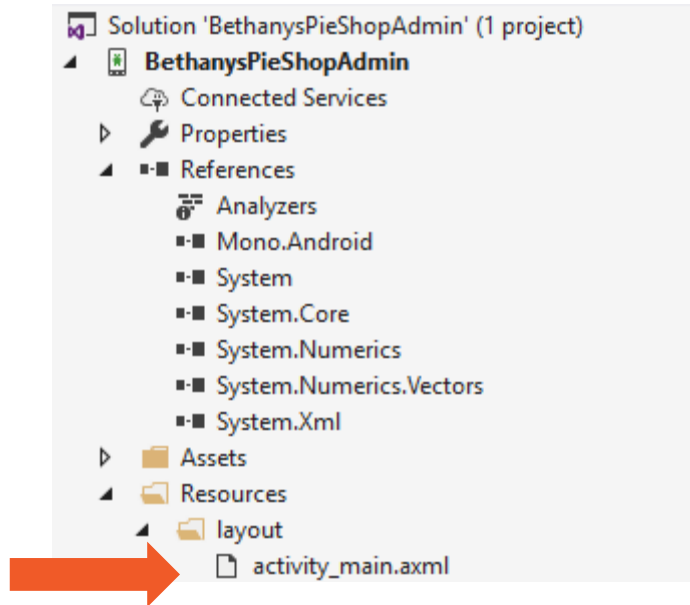 Solution 'BethanysPieShopAdmin' (1 project)
BethanysPieShopAdmin
Connected Services
Properties
References
Analyzers
Mono.Android
System
System.Core
System.Numerics
System.Numerics.Vectors
System.Xml
Assets
Resources
layout
activity_main.axml